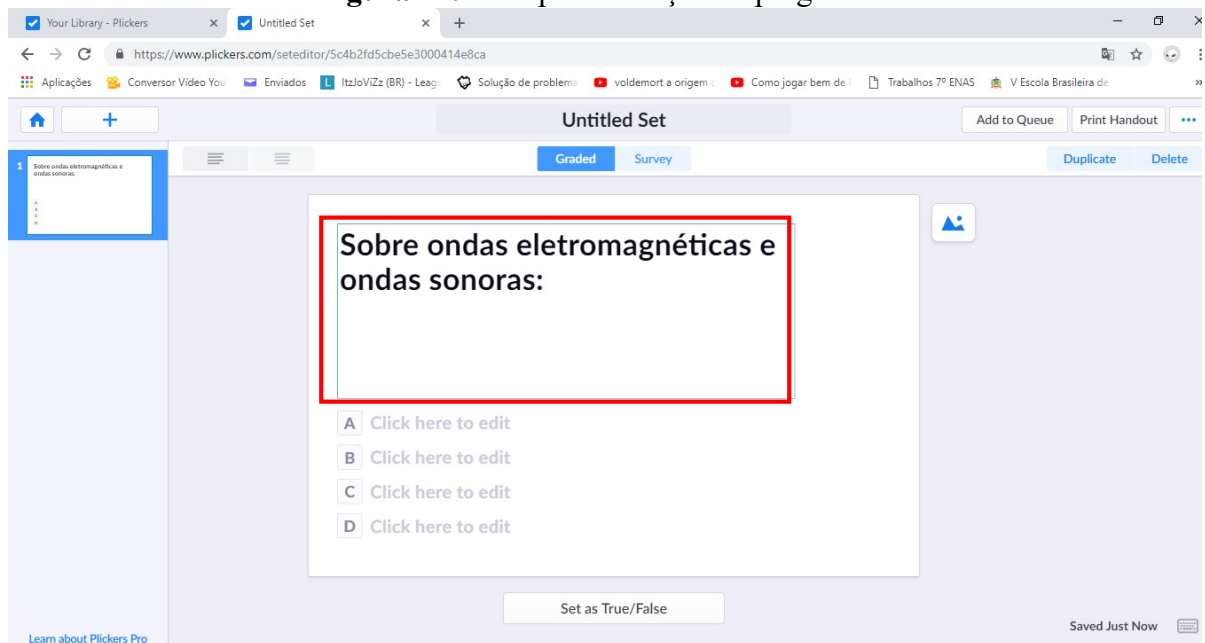 Your Library - Plickers
Untitled Set
https://www.plickers.com/seteditor/5c4b2fd5cbe5e3000414e8ca
Aplicações Conversor Vídeo You Enviados ItzJoViZz (BR) - Leagu Solução de problema voldemort a origem c Como jogar bem de Trabalhos 7º ENAS V Escola Brasileira de
Untitled Set
Add to Queue Print Handout
1 Sobre ondas eletromagnéticas e
ondas sonoras:
Graded Survey
Duplicate Delete
Sobre ondas eletromagnéticas e
ondas sonoras:
A Click here to edit
B Click here to edit
C Click here to edit
D Click here to edit
Set as True/False
Saved Just Now
Learn about Plickers Pro